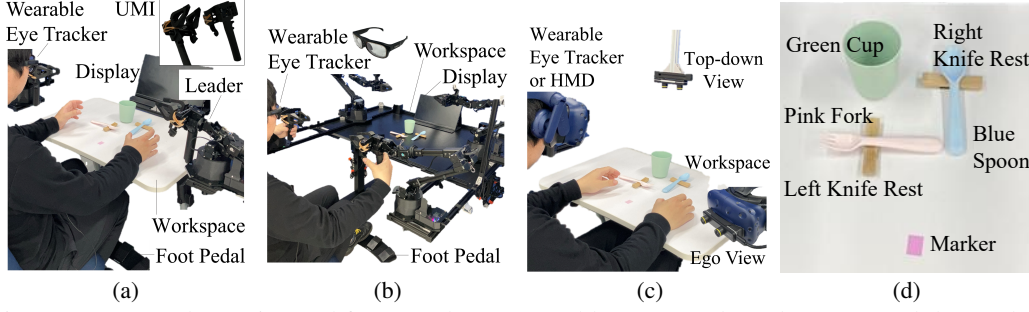 Wearable
Eye Tracker
UMI
Display
Leader
Workspace
Foot Pedal
(a)
Wearable
Eye Tracker
Workspace
Display
Foot Pedal
(b)
Wearable
Eye Tracker
or HMD
Top-down
View
Workspace
Ego View
(c)
Green Cup
Right
Knife Rest
Pink Fork
Blue
Spoon
Left Knife Rest
Marker
(d)